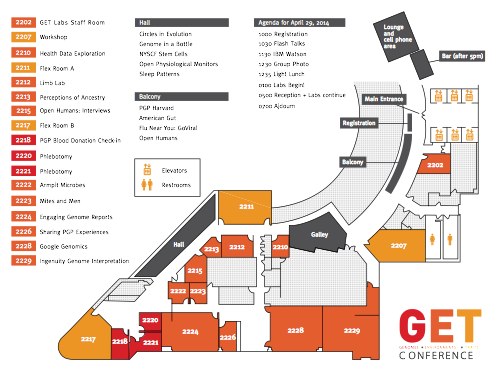 2202 GET Labs Staff Room
2207 Workshop
2210 Health Data Exploration
2211 Flex Room A
2212 Limb Lab
2213 Perceptions of Ancestry
2215 Open Humans: Interviews
2217 Flex Room B
2218 PGP Blood Donation Check-in
2220 Phlebotomy
2221 Phlebotomy
2222 Armpit Microbes
2223 Mites and Men
2224 Engaging Genome Reports
2226 Sharing PGP Experiences
2228 Google Genomics
2229 Ingenuity Genome Interpretation
Hall
Circles in Evolution
Genome in a Bottle
NYSCF Stem Cells
Open Physiological Monitors
Sleep Patterns
Balcony
PGP Harvard
American Gut
Flu Near You: GoViral
Open Humans
Agenda for April 29, 2014
1000 Registration
1030 Flash Talks
1130 IBM Watson
1230 Group Photo
1235 Light Lunch
0100 Labs Begin!
0500 Reception + Labs continue
0700 Ajdourn
Elevators
Restrooms
Lounge
and
cell phone
area
Bar (after 5pm)
Main Entrance
Registration
Balcony
2202
2211
Hall
Galley
2207
2213
2212
2210
2215
2222
2223
2220
2217
2218
2221
2224
2226
2228
2229
GET
CONFERENCE